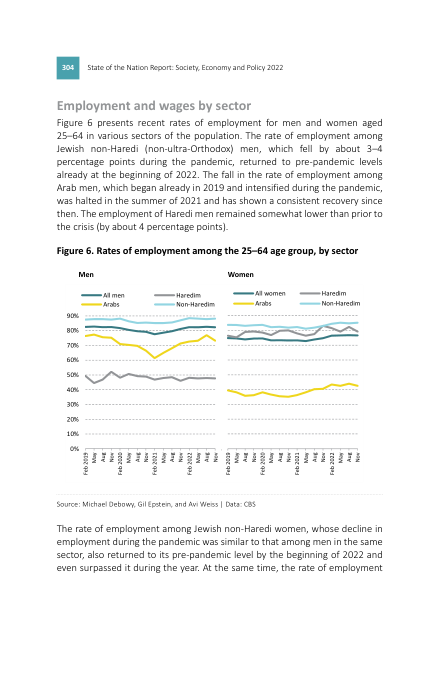 304 State of the Nation Report: Society, Economy and Policy 2022
Employment and wages by sector
Figure 6 presents recent rates of employment for men and women aged
25–64 in various sectors of the population. The rate of employment among
Jewish non-Haredi (non-ultra-Orthodox) men, which fell by about 3–4
percentage points during the pandemic, returned to pre-pandemic levels
already at the beginning of 2022. The fall in the rate of employment among
Arab men, which began already in 2019 and intensified during the pandemic,
was halted in the summer of 2021 and has shown a consistent recovery since
then. The employment of Haredi men remained somewhat lower than prior to
the crisis (by about 4 percentage points).
Figure 6. Rates of employment among the 25–64 age group, by sector
Men
All men Haredim
Arabs Non-Haredim
90%
80%
70%
60%
50%
40%
30%
20%
10%
0%
Feb 2019
May
Aug
Nov
Feb 2020
May
Aug
Nov
Feb 2021
May
Aug
Nov
Feb 2022
May
Aug
Nov
Women
All women Haredim
Arabs Non-Haredim
Feb 2019
May
Aug
Nov
Feb 2020
May
Aug
Nov
Feb 2021
May
Aug
Nov
Feb 2022
May
Aug
Nov
Source: Michael Debowy, Gil Epstein, and Avi Weiss | Data: CBS
The rate of employment among Jewish non-Haredi women, whose decline in
employment during the pandemic was similar to that among men in the same
sector, also returned to its pre-pandemic level by the beginning of 2022 and
even surpassed it during the year. At the same time, the rate of employment